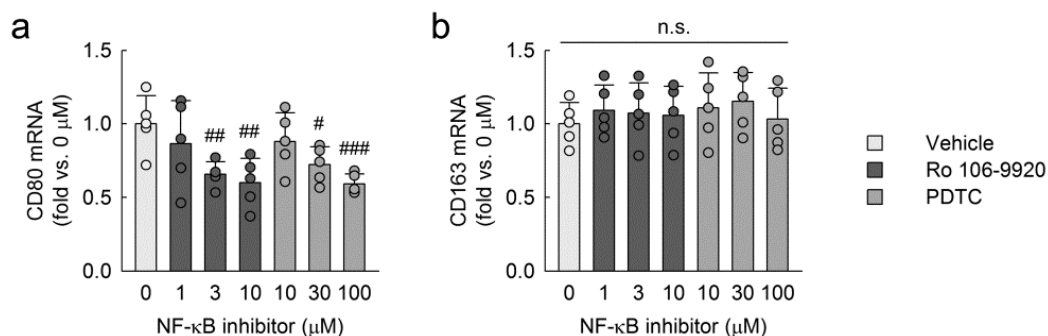 a
CD80 mRNA
(fold vs. 0 μM)
1.5
1.0
0.5
0.0
##
##
#
###
0 1 3 10 10 30 100
NF-κB inhibitor (μM)
b
CD163 mRNA
(fold vs. 0 μM)
1.5
1.0
0.5
0.0
n.s.
0 1 3 10 10 30 100
NF-κB inhibitor (μM)
Vehicle
Ro 106-9920
PDTC